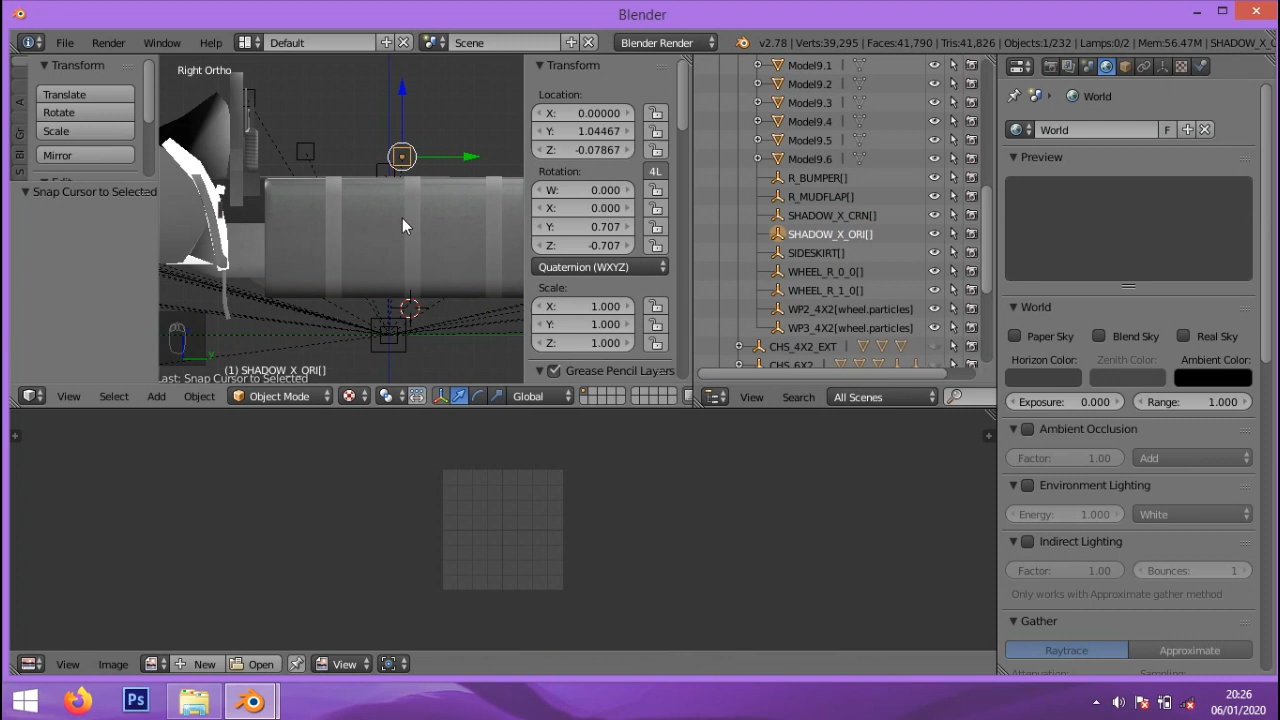 Blender
File Render Window Help Default Scene Blender Render v2.78 | Verts:39,295 | Faces:41,790 | Tris:41,826 | Objects:1/232 | Lamps:0/2 | Mem:56.47M | SHADOW_X_O
Transform
Translate
Rotate
Scale
Mirror
Snap Cursor to Selected
A
Gr
Bl
S
Right Ortho
(1) SHADOW_X_ORI[]
ast: Snap Cursor to Selected
y
Transform
Location:
X: 0.00000
Y: 1.04467
Z: -0.07867
Rotation: 4L
W: 0.000
X: 0.000
Y: 0.707
Z: -0.707
Quaternion (WXYZ)
Scale:
X: 1.000
Y: 1.000
Z: 1.000
Grease Pencil Layers
View Select Add Object Object Mode Global
Model9.1
Model9.2
Model9.3
Model9.4
Model9.5
Model9.6
R_BUMPER[]
R_MUDFLAP[]
SHADOW_X_CRN[]
SHADOW_X_ORI[]
SIDESKIRT[]
WHEEL_R_0_0[]
WHEEL_R_1_0[]
WP2_4X2[wheel.particles]
WP3_4X2[wheel.particles]
CHS_4X2_EXT
CHS_6X2
View Search All Scenes
World
World F
Preview
World
Paper Sky Blend Sky Real Sky
Horizon Color: Zenith Color: Ambient Color:
Exposure: 0.000 Range: 1.000
Ambient Occlusion
Factor: 1.00 Add
Environment Lighting
Energy: 1.000 White
Indirect Lighting
Factor: 1.00 Bounces: 1
Only works with Approximate gather method
Gather
Raytrace Approximate
View Image New Open View
Ps
20:26
06/01/2020